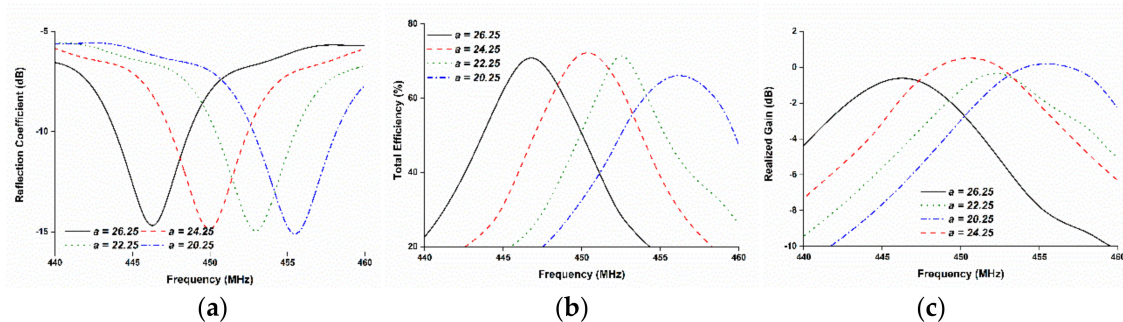 -5
-10
-15
440
445
450
455
460
Reflection Coefficient (dB)
Frequency (MHz)
a = 26.25
a = 24.25
a = 22.25
a = 20.25
(a)
80
60
40
20
440
445
450
455
460
Total Efficiency (%)
Frequency (MHz)
a = 26.25
a = 24.25
a = 22.25
a = 20.25
(b)
2
0
-2
-4
-6
-8
-10
440
445
450
455
460
Realized Gain (dB)
Frequency (MHz)
a = 26.25
a = 22.25
a = 20.25
a = 24.25
(c)